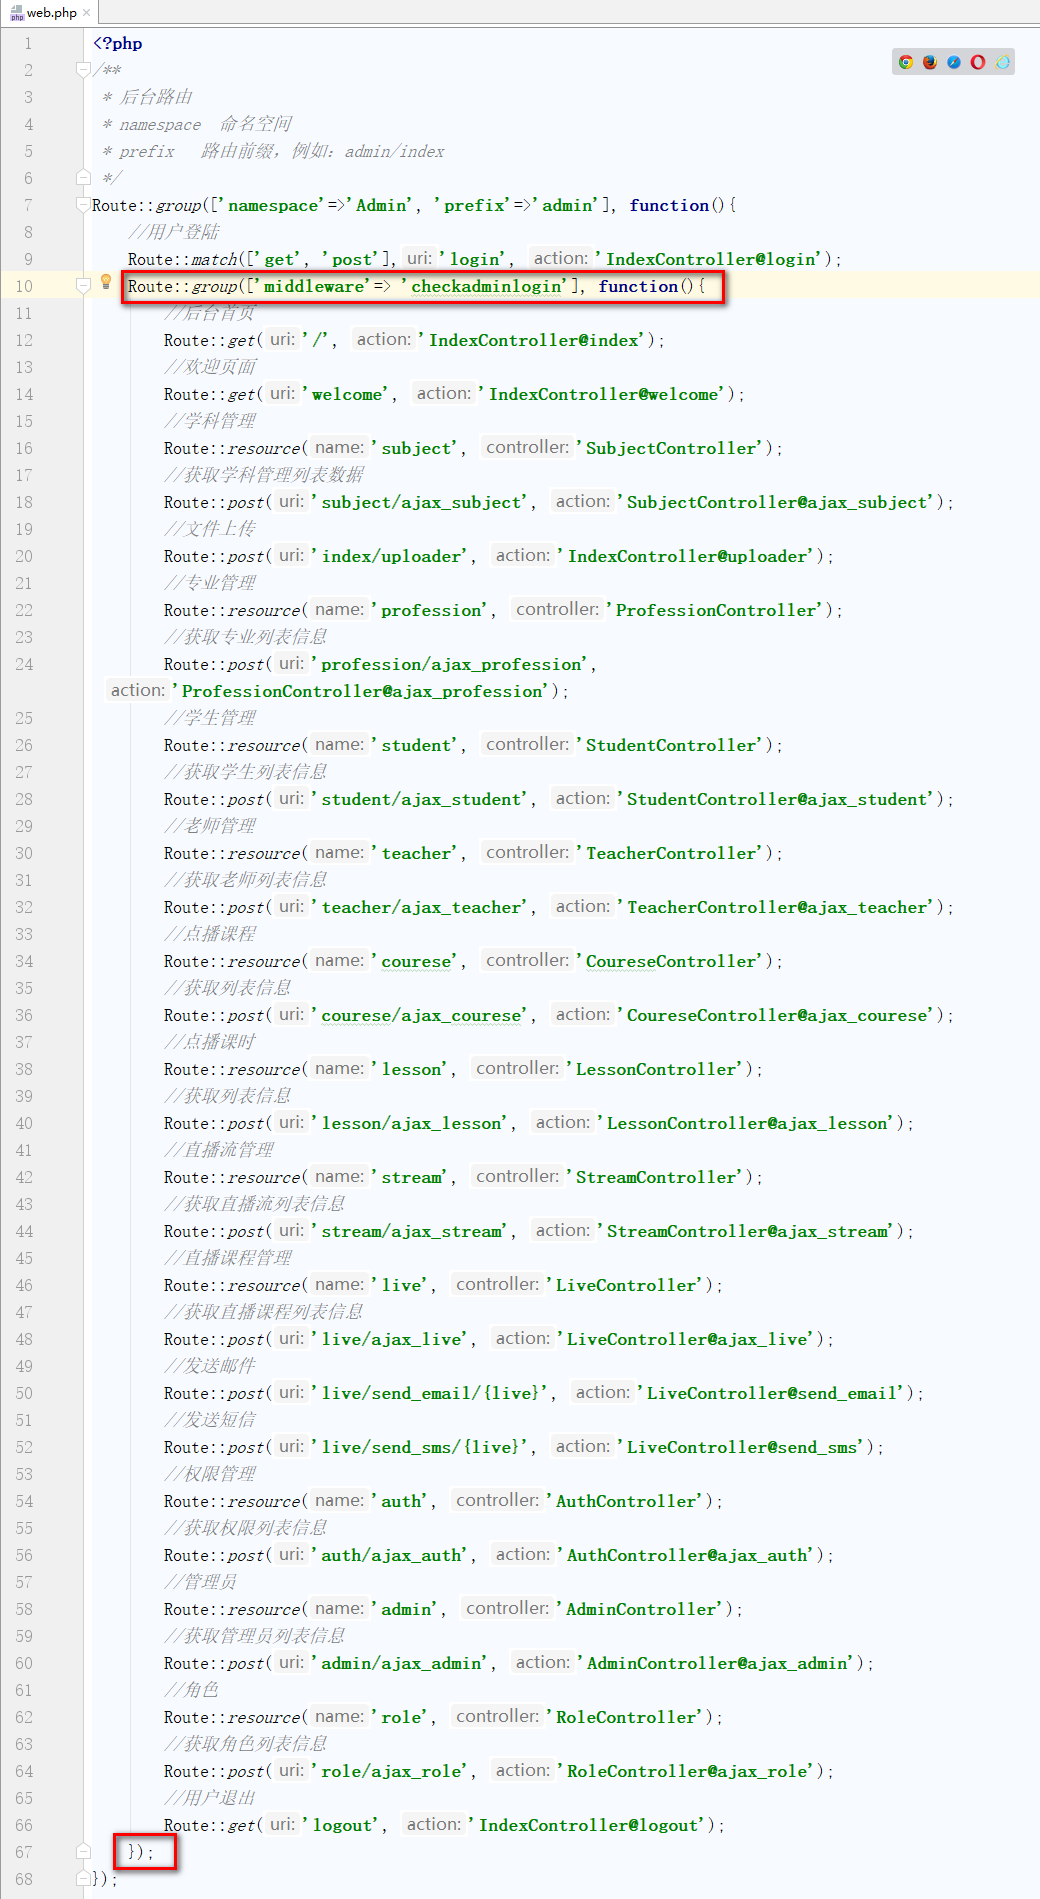 web.php
1 <?php
2 /**
3 * 后台路由
4 * namespace 命名空间
5 * prefix 路由前缀，例如：admin/index
6 */
7 Route::group(['namespace'=>'Admin', 'prefix'=>'admin'], function(){
8 //用户登陆
9 Route::match(['get', 'post'], uri: 'login', action: 'IndexController@login');
10 Route::group(['middleware'=> 'checkadminlogin'], function(){
11 //后台首页
12 Route::get( uri: '/', action: 'IndexController@index');
13 //欢迎页面
14 Route::get( uri: 'welcome', action: 'IndexController@welcome');
15 //学科管理
16 Route::resource( name: 'subject', controller: 'SubjectController');
17 //获取学科管理列表数据
18 Route::post( uri: 'subject/ajax_subject', action: 'SubjectController@ajax_subject');
19 //文件上传
20 Route::post( uri: 'index/uploader', action: 'IndexController@uploader');
21 //专业管理
22 Route::resource( name: 'profession', controller: 'ProfessionController');
23 //获取专业列表信息
24 Route::post( uri: 'profession/ajax_profession',
action: 'ProfessionController@ajax_profession');
25 //学生管理
26 Route::resource( name: 'student', controller: 'StudentController');
27 //获取学生列表信息
28 Route::post( uri: 'student/ajax_student', action: 'StudentController@ajax_student');
29 //老师管理
30 Route::resource( name: 'teacher', controller: 'TeacherController');
31 //获取老师列表信息
32 Route::post( uri: 'teacher/ajax_teacher', action: 'TeacherController@ajax_teacher');
33 //点播课程
34 Route::resource( name: 'courese', controller: 'CoureseController');
35 //获取列表信息
36 Route::post( uri: 'courese/ajax_courese', action: 'CoureseController@ajax_courese');
37 //点播课时
38 Route::resource( name: 'lesson', controller: 'LessonController');
39 //获取列表信息
40 Route::post( uri: 'lesson/ajax_lesson', action: 'LessonController@ajax_lesson');
41 //直播流管理
42 Route::resource( name: 'stream', controller: 'StreamController');
43 //获取直播流列表信息
44 Route::post( uri: 'stream/ajax_stream', action: 'StreamController@ajax_stream');
45 //直播课程管理
46 Route::resource( name: 'live', controller: 'LiveController');
47 //获取直播课程列表信息
48 Route::post( uri: 'live/ajax_live', action: 'LiveController@ajax_live');
49 //发送邮件
50 Route::post( uri: 'live/send_email/{live}', action: 'LiveController@send_email');
51 //发送短信
52 Route::post( uri: 'live/send_sms/{live}', action: 'LiveController@send_sms');
53 //权限管理
54 Route::resource( name: 'auth', controller: 'AuthController');
55 //获取权限列表信息
56 Route::post( uri: 'auth/ajax_auth', action: 'AuthController@ajax_auth');
57 //管理员
58 Route::resource( name: 'admin', controller: 'AdminController');
59 //获取管理员列表信息
60 Route::post( uri: 'admin/ajax_admin', action: 'AdminController@ajax_admin');
61 //角色
62 Route::resource( name: 'role', controller: 'RoleController');
63 //获取角色列表信息
64 Route::post( uri: 'role/ajax_role', action: 'RoleController@ajax_role');
65 //用户退出
66 Route::get( uri: 'logout', action: 'IndexController@logout');
67 });
68 });